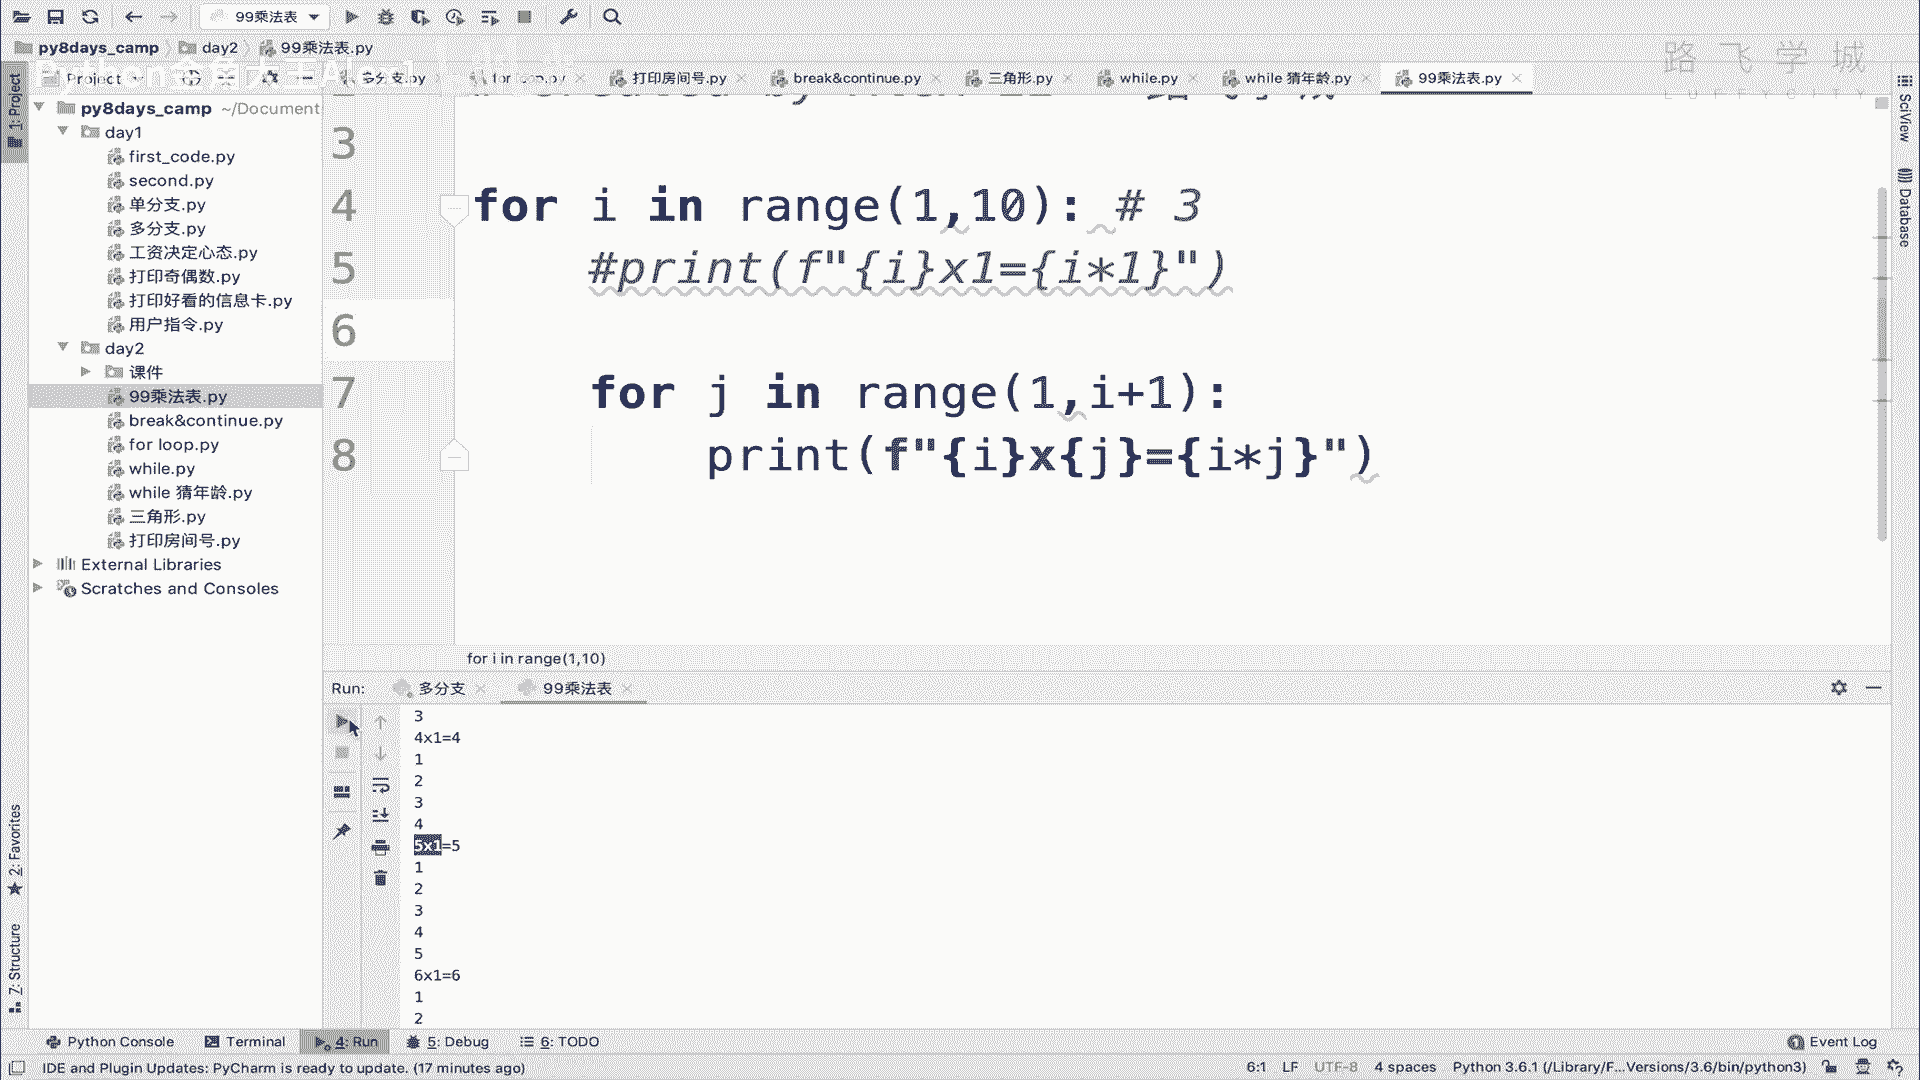 99乘法表
py8days_camp day2 99乘法表.py
路飞学城
LUFFYCITY
Project 多分支.py for loop.py 打印房间号.py break&continue.py 三角形.py while.py while 猜年龄.py 99乘法表.py
1: Project
SciView
Database
py8days_camp ~/Document
day1
first_code.py
second.py
单分支.py
多分支.py
工资决定心态.py
打印奇偶数.py
打印好看的信息卡.py
用户指令.py
day2
课件
99乘法表.py
break&continue.py
for loop.py
while.py
while 猜年龄.py
三角形.py
打印房间号.py
External Libraries
Scratches and Consoles
3
4 for i in range(1,10): # 3
5 #print(f"{i}x1={i*1}")
6
7 for j in range(1,i+1):
8 print(f"{i}x{j}={i*j}")
for i in range(1,10)
Run: 多分支 99乘法表
3
4x1=4
1
2
3
4
5x1=5
1
2
3
4
5
6x1=6
1
2
2: Favorites
7: Structure
Python Console Terminal 4: Run 5: Debug 6: TODO Event Log
IDE and Plugin Updates: PyCharm is ready to update. (17 minutes ago) 6:1 LF UTF-8 4 spaces Python 3.6.1 (/Library/F...Versions/3.6/bin/python3)